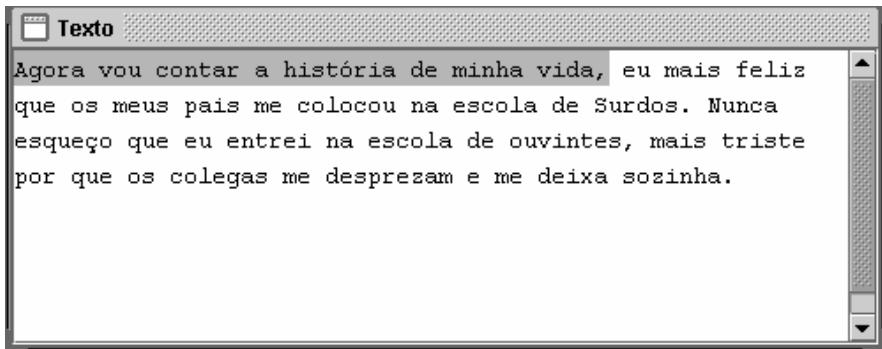 Texto
Agora vou contar a história de minha vida, eu mais feliz
que os meus pais me colocou na escola de Surdos. Nunca
esqueço que eu entrei na escola de ouvintes, mais triste
por que os colegas me desprezam e me deixa sozinha.